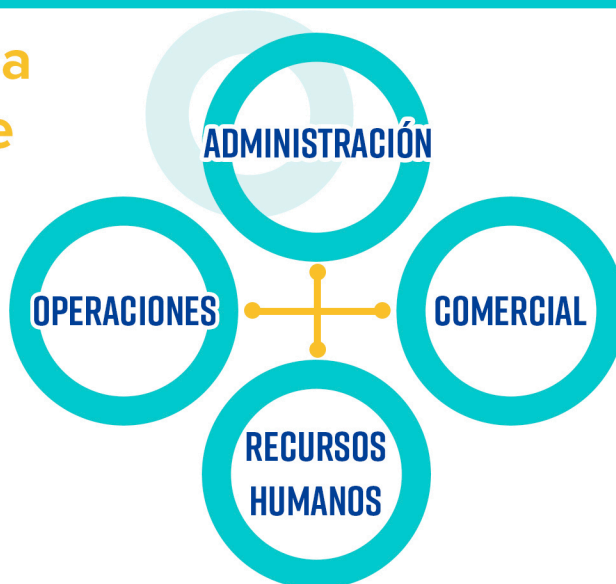 a
e
ADMINISTRACIÓN
OPERACIONES
COMERCIAL
RECURSOS
HUMANOS